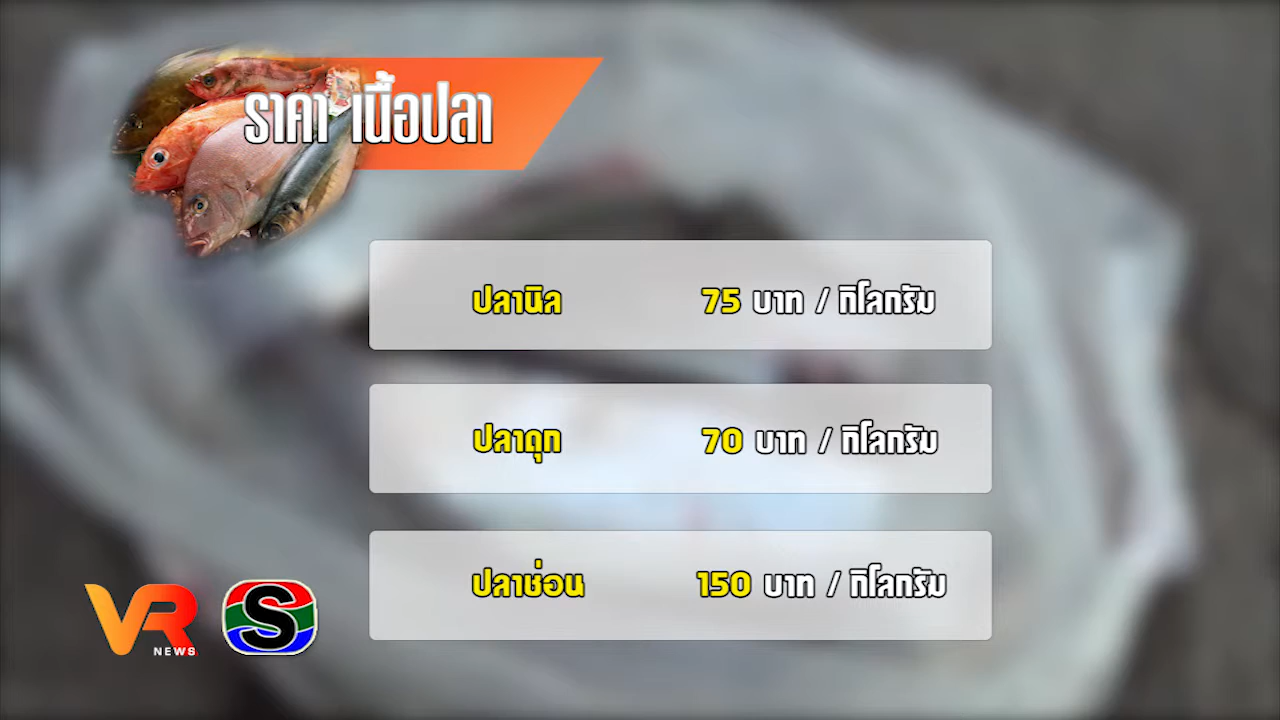 ราคา เนื้อปลา
ปลานิล 75 บาท / กิโลกรัม
ปลาดุก 70 บาท / กิโลกรัม
ปลาช่อน 150 บาท / กิโลกรัม
VR NEWS S